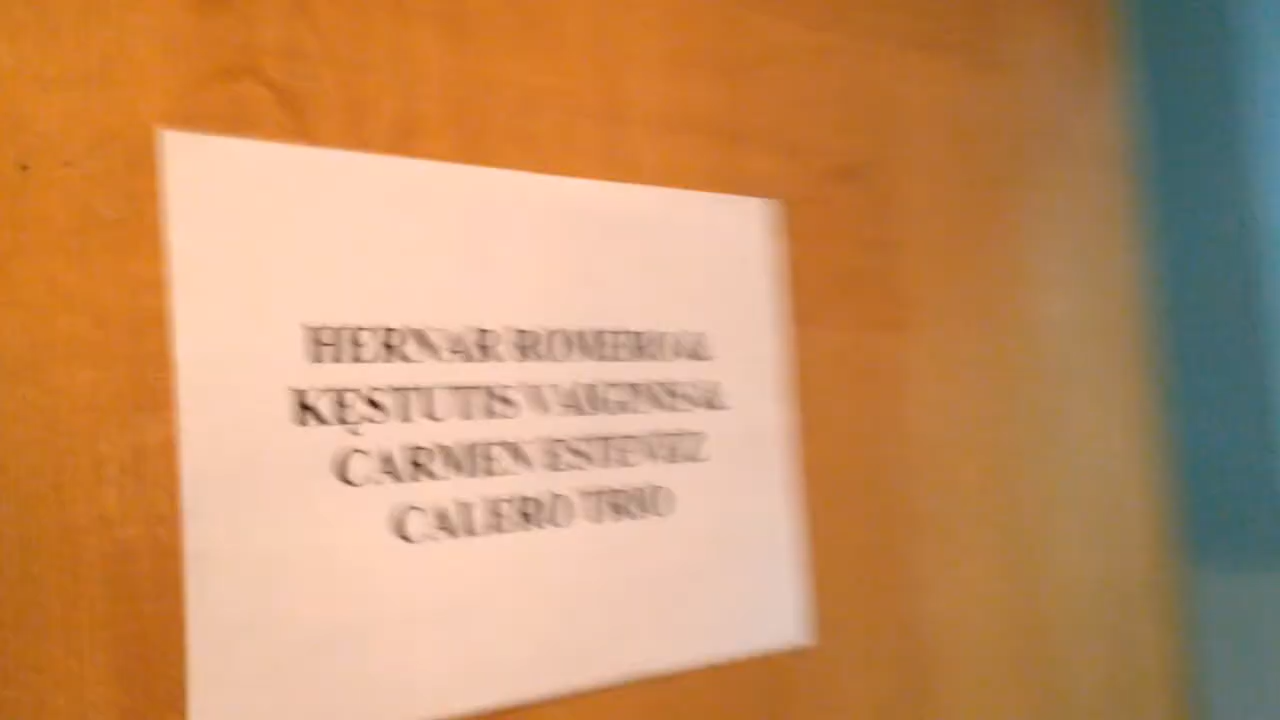 HERNAR ROMERO &
KĘSTUTIS VAIGINIS &
CARMEN ESTEVEZ
CALERO TRIO